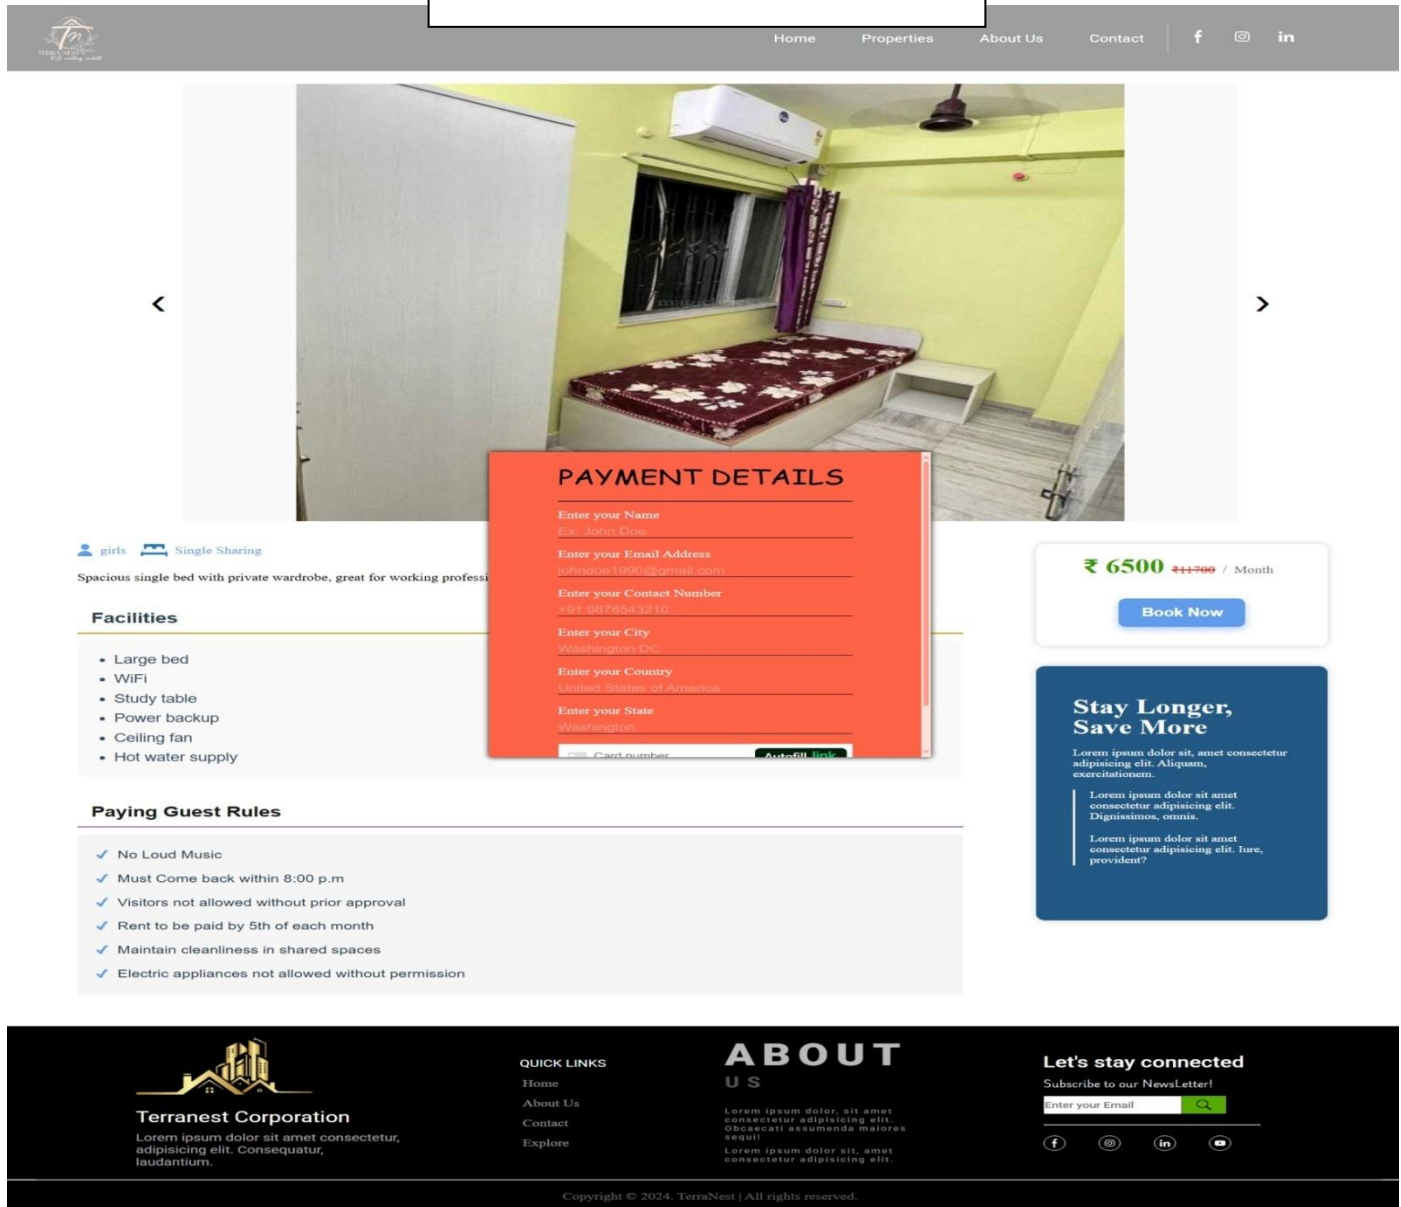 Home Properties About Us Contact
PAYMENT DETAILS
Enter your Name
Ex: John Doe
Enter your Email Address
johndoe1990@gmail.com
Enter your Contact Number
+91 9876543210
Enter your City
Washington DC
Enter your Country
United States of America
Enter your State
Washington
Card number Autofill link
girls Single Sharing
Spacious single bed with private wardrobe, great for working professi
Facilities
Large bed
WiFi
Study table
Power backup
Ceiling fan
Hot water supply
Paying Guest Rules
No Loud Music
Must Come back within 8:00 p.m
Visitors not allowed without prior approval
Rent to be paid by 5th of each month
Maintain cleanliness in shared spaces
Electric appliances not allowed without permission
₹ 6500 ₹11700 / Month
Book Now
Stay Longer,
Save More
Lorem ipsum dolor sit, amet consectetur
adipisicing elit. Aliquam,
exercitationem.
Lorem ipsum dolor sit amet
consectetur adipisicing elit.
Dignissimos, omnis.
Lorem ipsum dolor sit amet
consectetur adipisicing elit. Iure,
provident?
Terranest Corporation
Lorem ipsum dolor sit amet consectetur,
adipisicing elit. Consequatur,
laudantium.
QUICK LINKS
Home
About Us
Contact
Explore
ABOUT
US
Lorem ipsum dolor, sit amet
consectetur adipisicing elit.
Obcaecati assumenda maiores
sequi!
Lorem ipsum dolor sit, amet
consectetur adipisicing elit.
Let's stay connected
Subscribe to our NewsLetter!
Enter your Email
Copyright © 2024. TerraNest | All rights reserved.